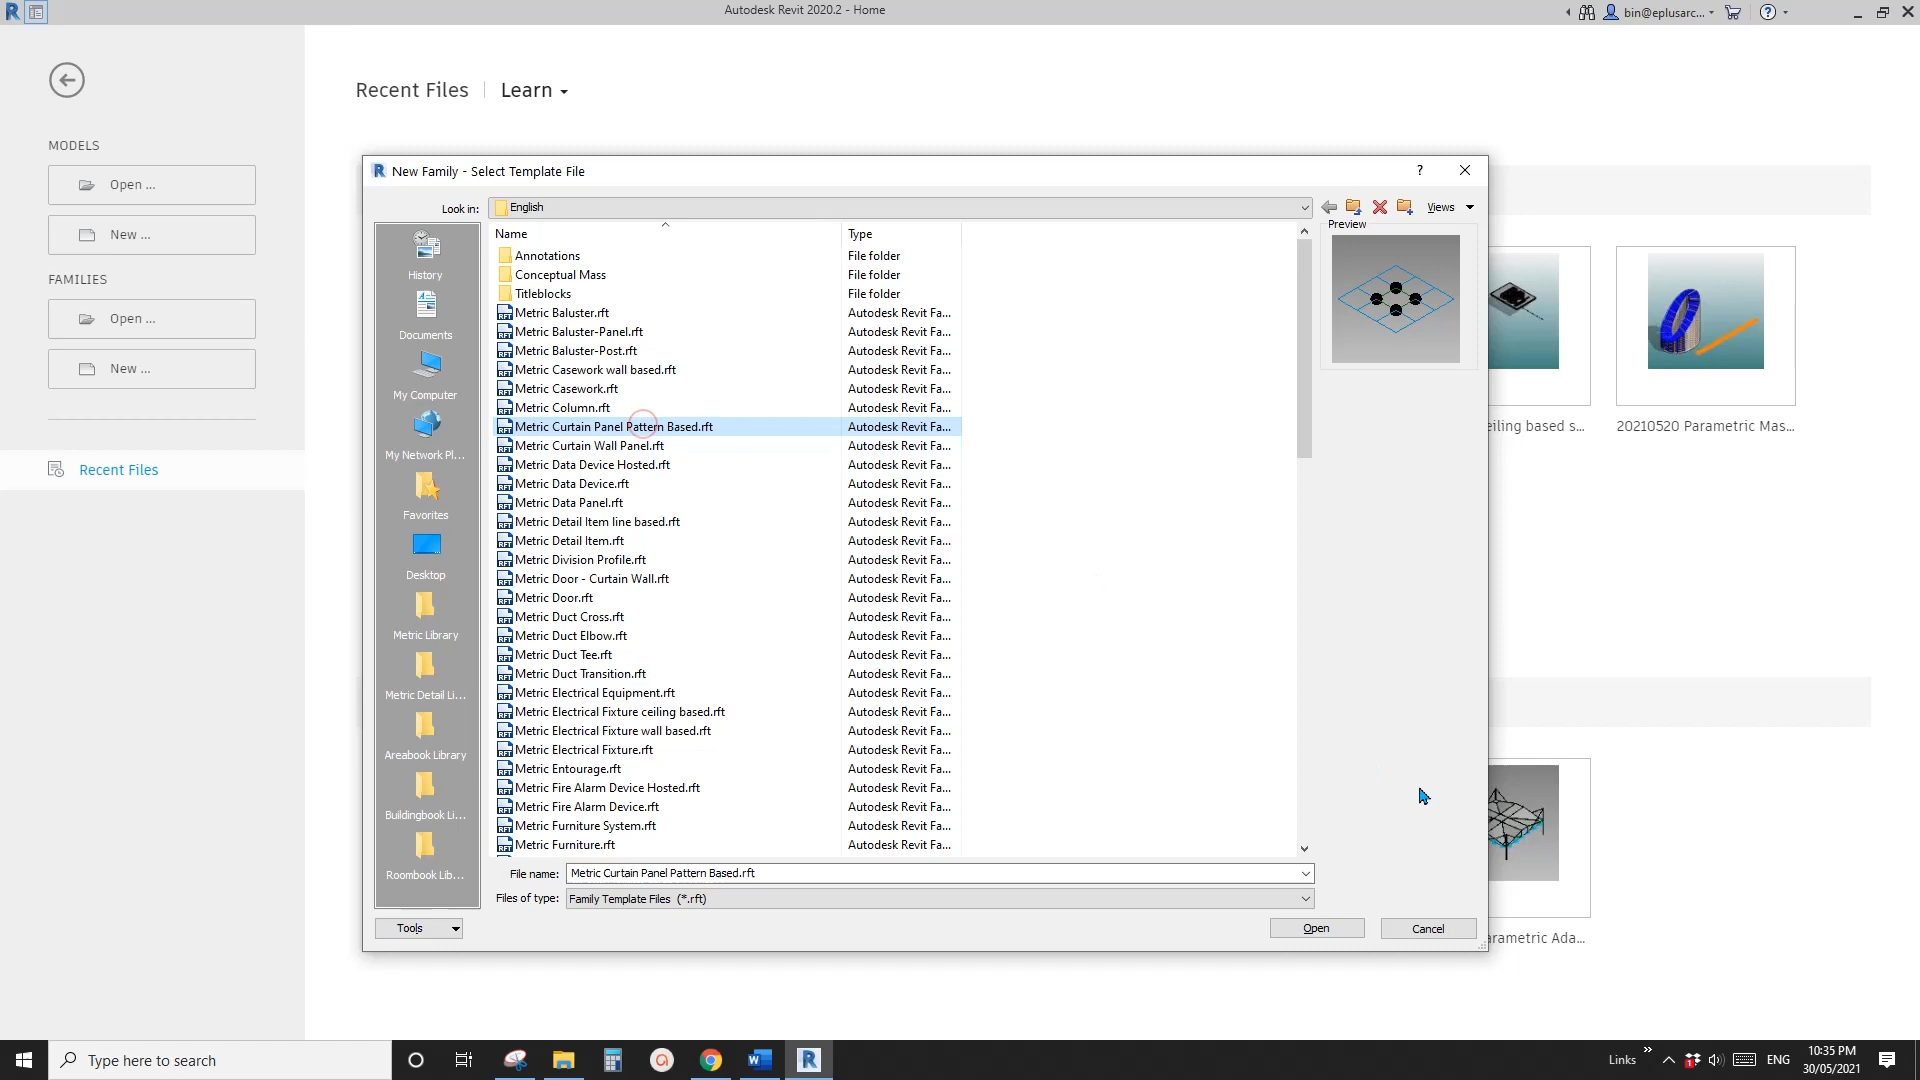 Autodesk Revit 2020.2 - Home
bin@eplusarc...
Recent Files
Learn
MODELS
Open ...
New ...
FAMILIES
Open ...
New ...
Recent Files
New Family - Select Template File
Look in:
English
Views
Preview
Name
Type
History
Documents
My Computer
My Network Pl...
Favorites
Desktop
Metric Library
Metric Detail Li...
Areabook Library
Buildingbook Li...
Roombook Lib...
Annotations File folder
Conceptual Mass File folder
Titleblocks File folder
Metric Baluster.rft Autodesk Revit Fa...
Metric Baluster-Panel.rft Autodesk Revit Fa...
Metric Baluster-Post.rft Autodesk Revit Fa...
Metric Casework wall based.rft Autodesk Revit Fa...
Metric Casework.rft Autodesk Revit Fa...
Metric Column.rft Autodesk Revit Fa...
Metric Curtain Panel Pattern Based.rft Autodesk Revit Fa...
Metric Curtain Wall Panel.rft Autodesk Revit Fa...
Metric Data Device Hosted.rft Autodesk Revit Fa...
Metric Data Device.rft Autodesk Revit Fa...
Metric Data Panel.rft Autodesk Revit Fa...
Metric Detail Item line based.rft Autodesk Revit Fa...
Metric Detail Item.rft Autodesk Revit Fa...
Metric Division Profile.rft Autodesk Revit Fa...
Metric Door - Curtain Wall.rft Autodesk Revit Fa...
Metric Door.rft Autodesk Revit Fa...
Metric Duct Cross.rft Autodesk Revit Fa...
Metric Duct Elbow.rft Autodesk Revit Fa...
Metric Duct Tee.rft Autodesk Revit Fa...
Metric Duct Transition.rft Autodesk Revit Fa...
Metric Electrical Equipment.rft Autodesk Revit Fa...
Metric Electrical Fixture ceiling based.rft Autodesk Revit Fa...
Metric Electrical Fixture wall based.rft Autodesk Revit Fa...
Metric Electrical Fixture.rft Autodesk Revit Fa...
Metric Entourage.rft Autodesk Revit Fa...
Metric Fire Alarm Device Hosted.rft Autodesk Revit Fa...
Metric Fire Alarm Device.rft Autodesk Revit Fa...
Metric Furniture System.rft Autodesk Revit Fa...
Metric Furniture.rft Autodesk Revit Fa...
File name: Metric Curtain Panel Pattern Based.rft
Files of type: Family Template Files (*.rft)
Tools
Open
Cancel
eiling based s...
20210520 Parametric Mas...
arametric Ada...
Type here to search
Links
ENG
10:35 PM
30/05/2021